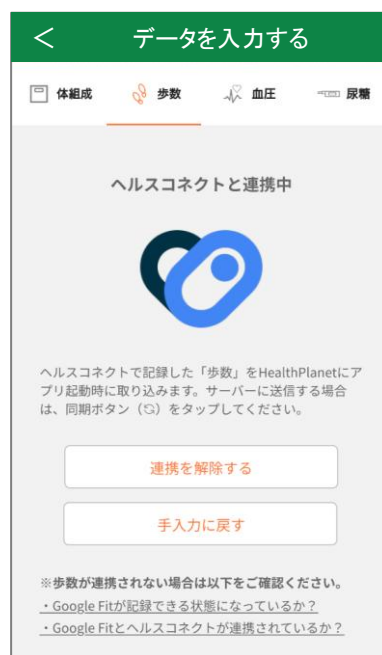 ＜ データを入力する
体組成 歩数 血圧 尿糖
ヘルスコネクトと連携中
ヘルスコネクトで記録した「歩数」をHealthPlanetにア
プリ起動時に取り込みます。サーバーに送信する場合
は、同期ボタン（）をタップしてください。
連携を解除する
手入力に戻す
※歩数が連携されない場合は以下をご確認ください。
・Google Fitが記録できる状態になっているか？
・Google Fitとヘルスコネクトが連携されているか？